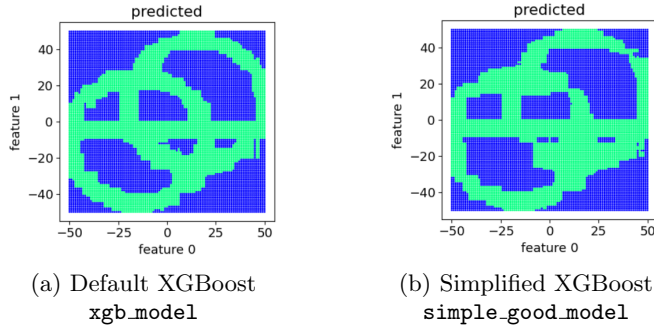 predicted
feature 1
40
20
0
−20
−40
−50
−25
0
25
50
feature 0
(a) Default XGBoost
xgb_model
predicted
feature 1
40
20
0
−20
−40
−50
−25
0
25
50
feature 0
(b) Simplified XGBoost
simple_good_model